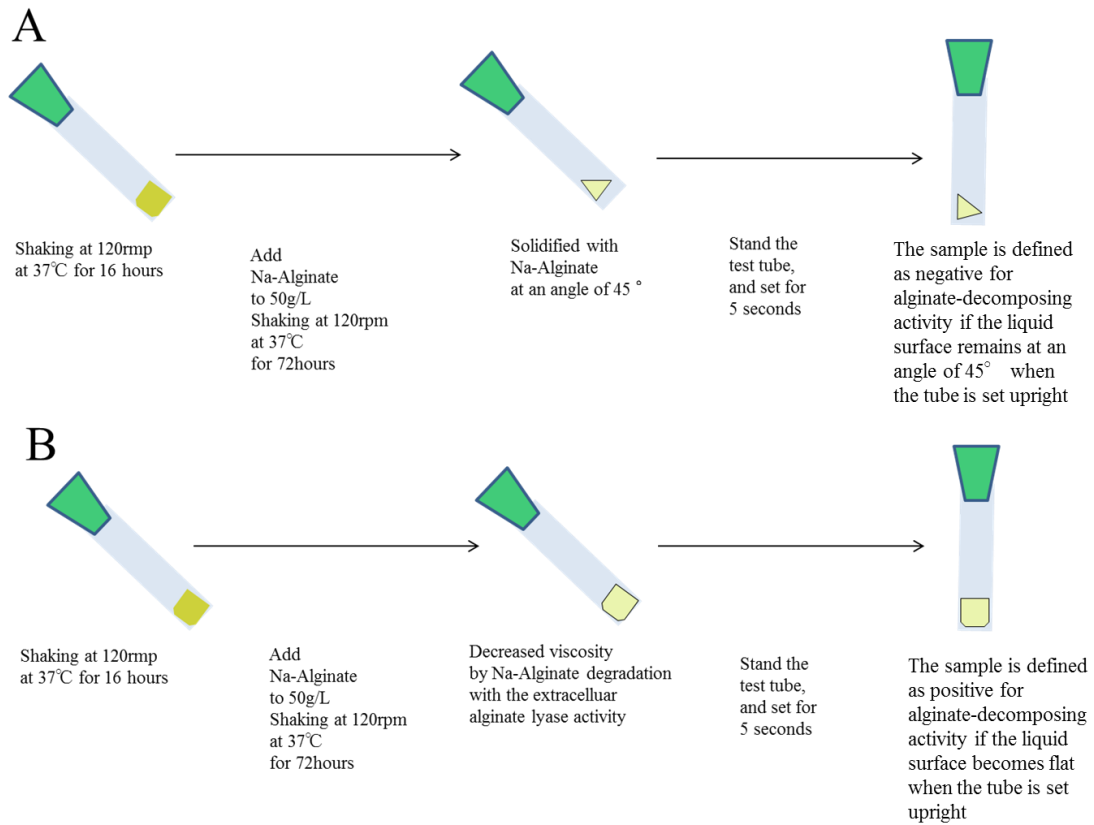 A
Shaking at 120rmp
at 37℃ for 16 hours
Add
Na-Alginate
to 50g/L
Shaking at 120rpm
at 37℃
for 72hours
Solidified with
Na-Alginate
at an angle of 45 °
Stand the
test tube,
and set for
5 seconds
The sample is defined
as negative for
alginate-decomposing
activity if the liquid
surface remains at an
angle of 45° when
the tube is set upright
B
Shaking at 120rmp
at 37℃ for 16 hours
Add
Na-Alginate
to 50g/L
Shaking at 120rpm
at 37℃
for 72hours
Decreased viscosity
by Na-Alginate degradation
with the extracelluar
alginate lyase activity
Stand the
test tube,
and set for
5 seconds
The sample is defined
as positive for
alginate-decomposing
activity if the liquid
surface becomes flat
when the tube is set
upright